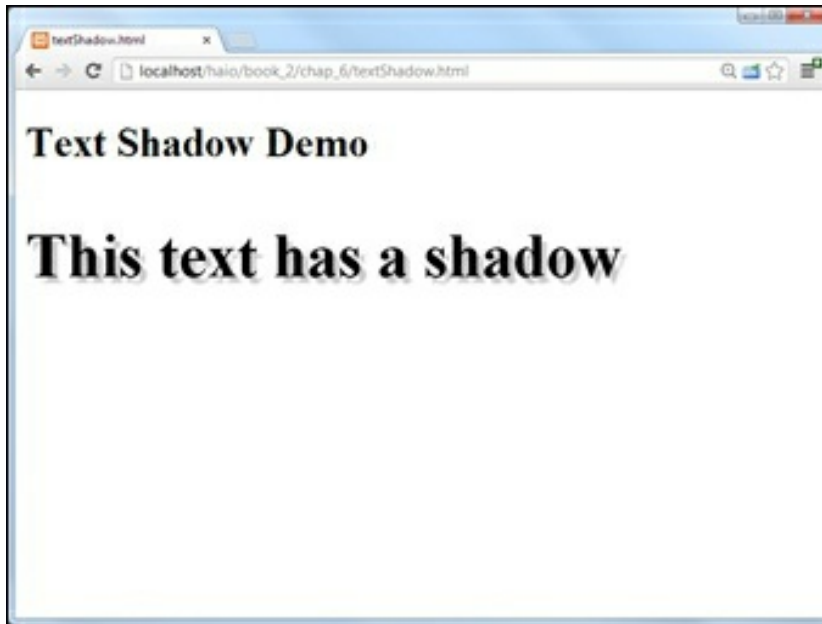 textShadow.html
localhost/haio/book_2/chap_6/textShadow.html
Text Shadow Demo
This text has a shadow